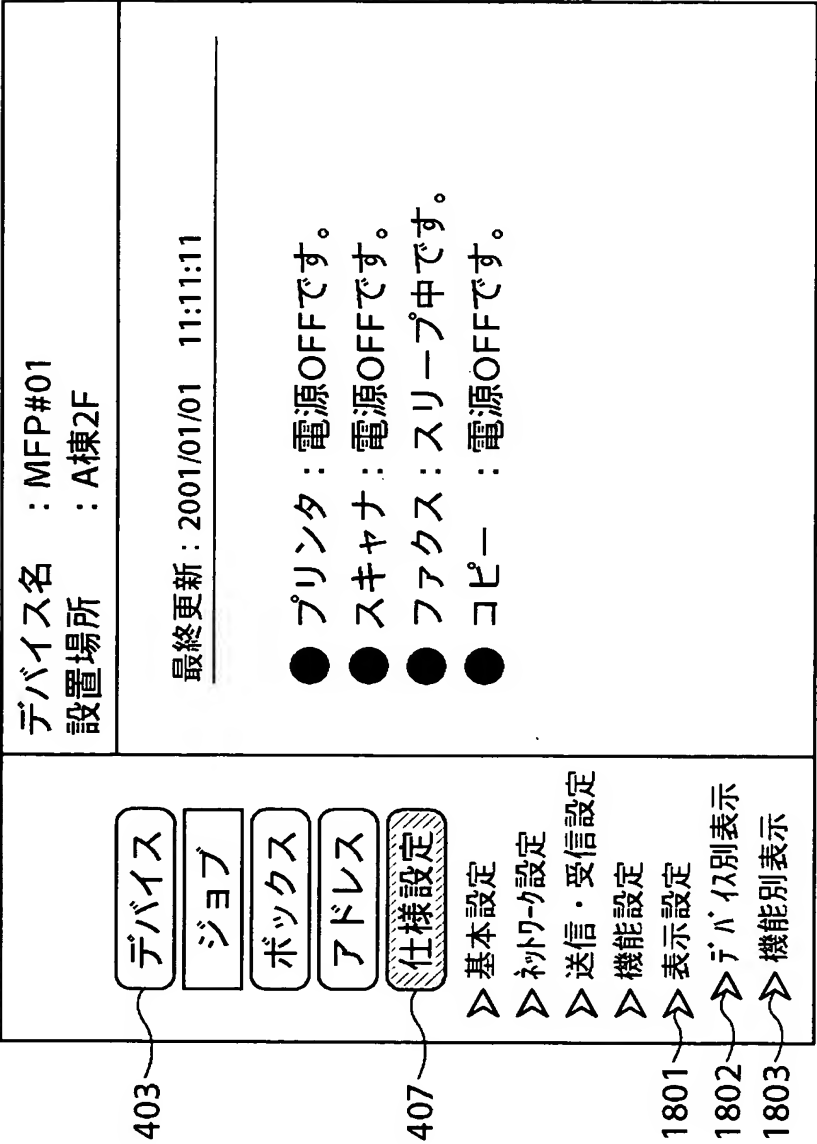 デバイス名 : MFP#01
設置場所 : A棟2F
最終更新 : 2001/01/01 11:11:11
● プリンタ : 電源OFFです。
● スキャナ : 電源OFFです。
● ファクス : スリープ中です。
● コピー : 電源OFFです。
デバイス
ジョブ
ボックス
アドレス
仕様設定
基本設定
ﾈｯﾄﾜｰｸ設定
送信・受信設定
機能設定
表示設定
ﾃﾞﾊﾞｲｽ別表示
機能別表示
403
407
1801
1802
1803